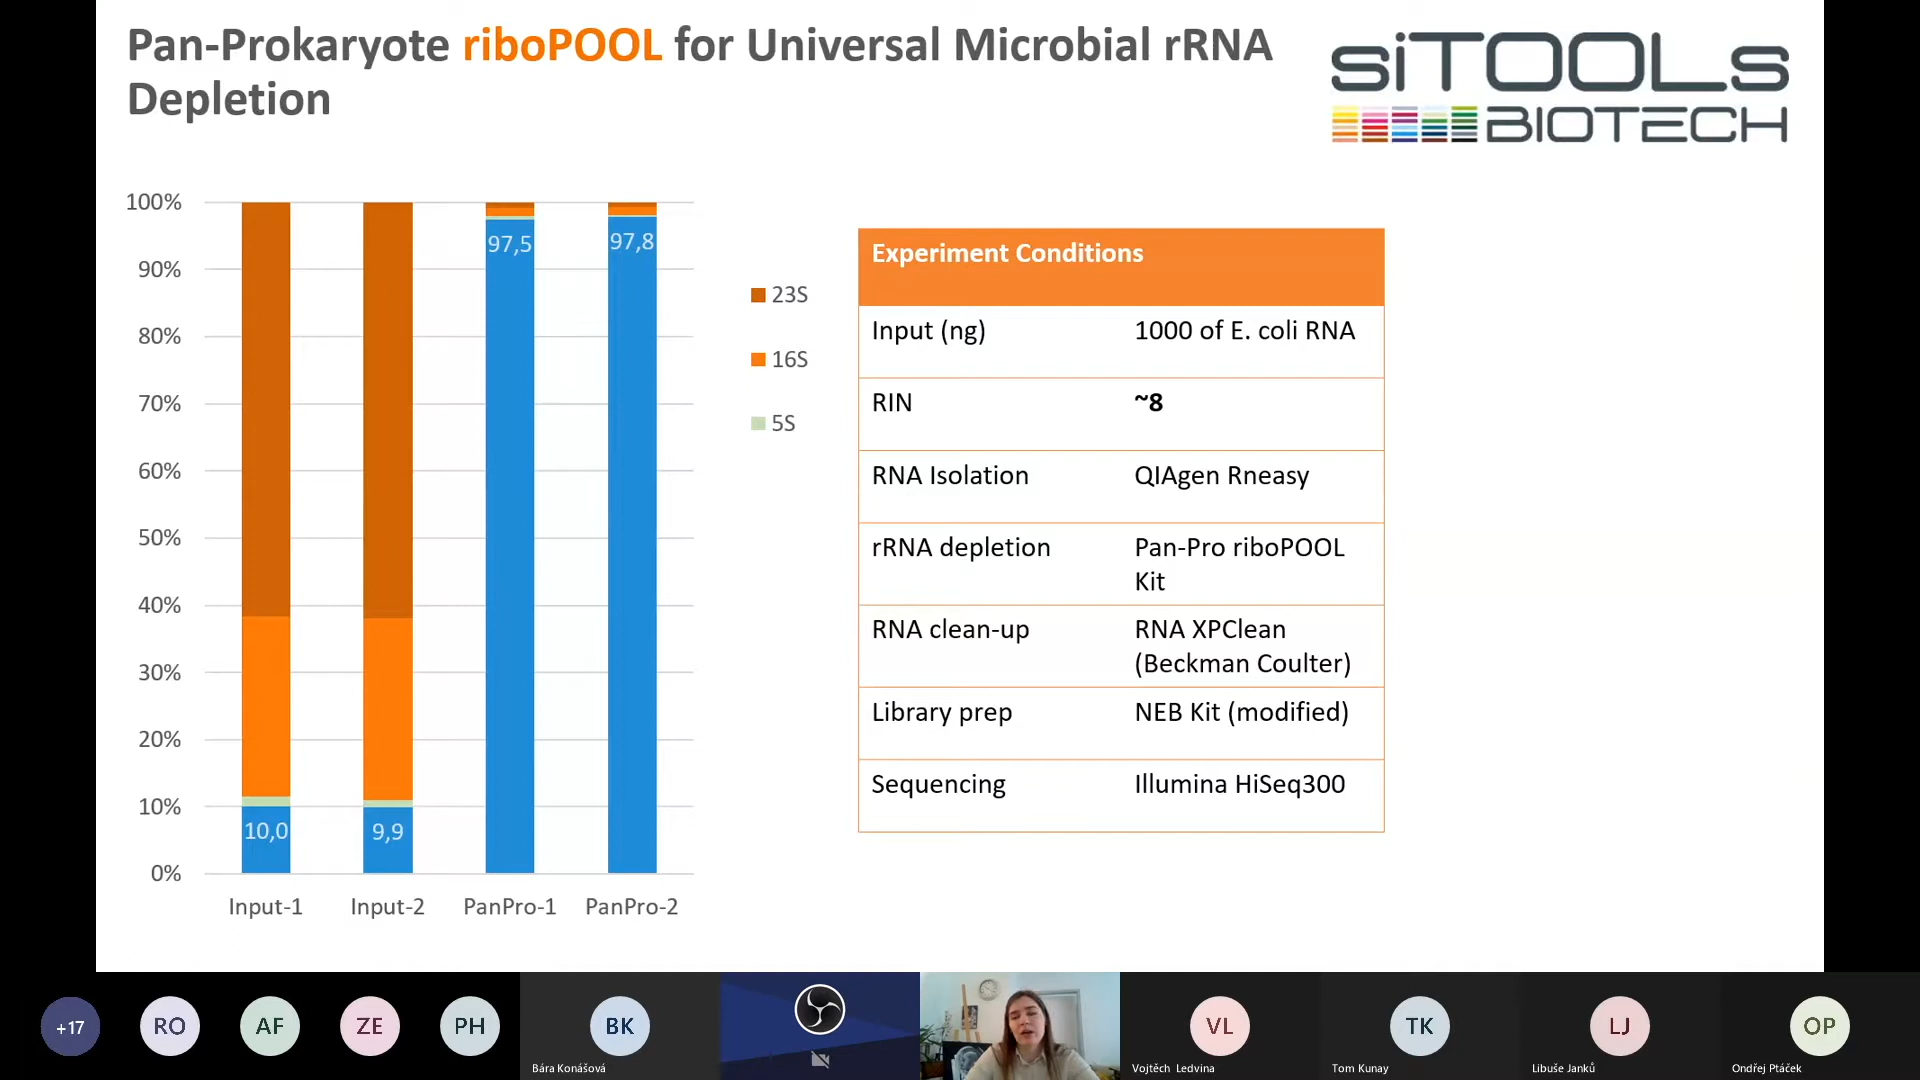 Pan-Prokaryote riboPOOL for Universal Microbial rRNA
Depletion
siTOOLs
BIOTECH
100%
90%
80%
70%
60%
50%
40%
30%
20%
10%
0%
10,0
9,9
97,5
97,8
Input-1
Input-2
PanPro-1
PanPro-2
23S
16S
5S
Experiment Conditions
Input (ng) 1000 of E. coli RNA
RIN ~8
RNA Isolation QIAgen Rneasy
rRNA depletion Pan-Pro riboPOOL
Kit
RNA clean-up RNA XPClean
(Beckman Coulter)
Library prep NEB Kit (modified)
Sequencing Illumina HiSeq300
+17
RO
AF
ZE
PH
BK
Bára Konášová
VL
Vojtěch Ledvina
TK
Tom Kunay
LJ
Libuše Janků
OP
Ondřej Ptáček